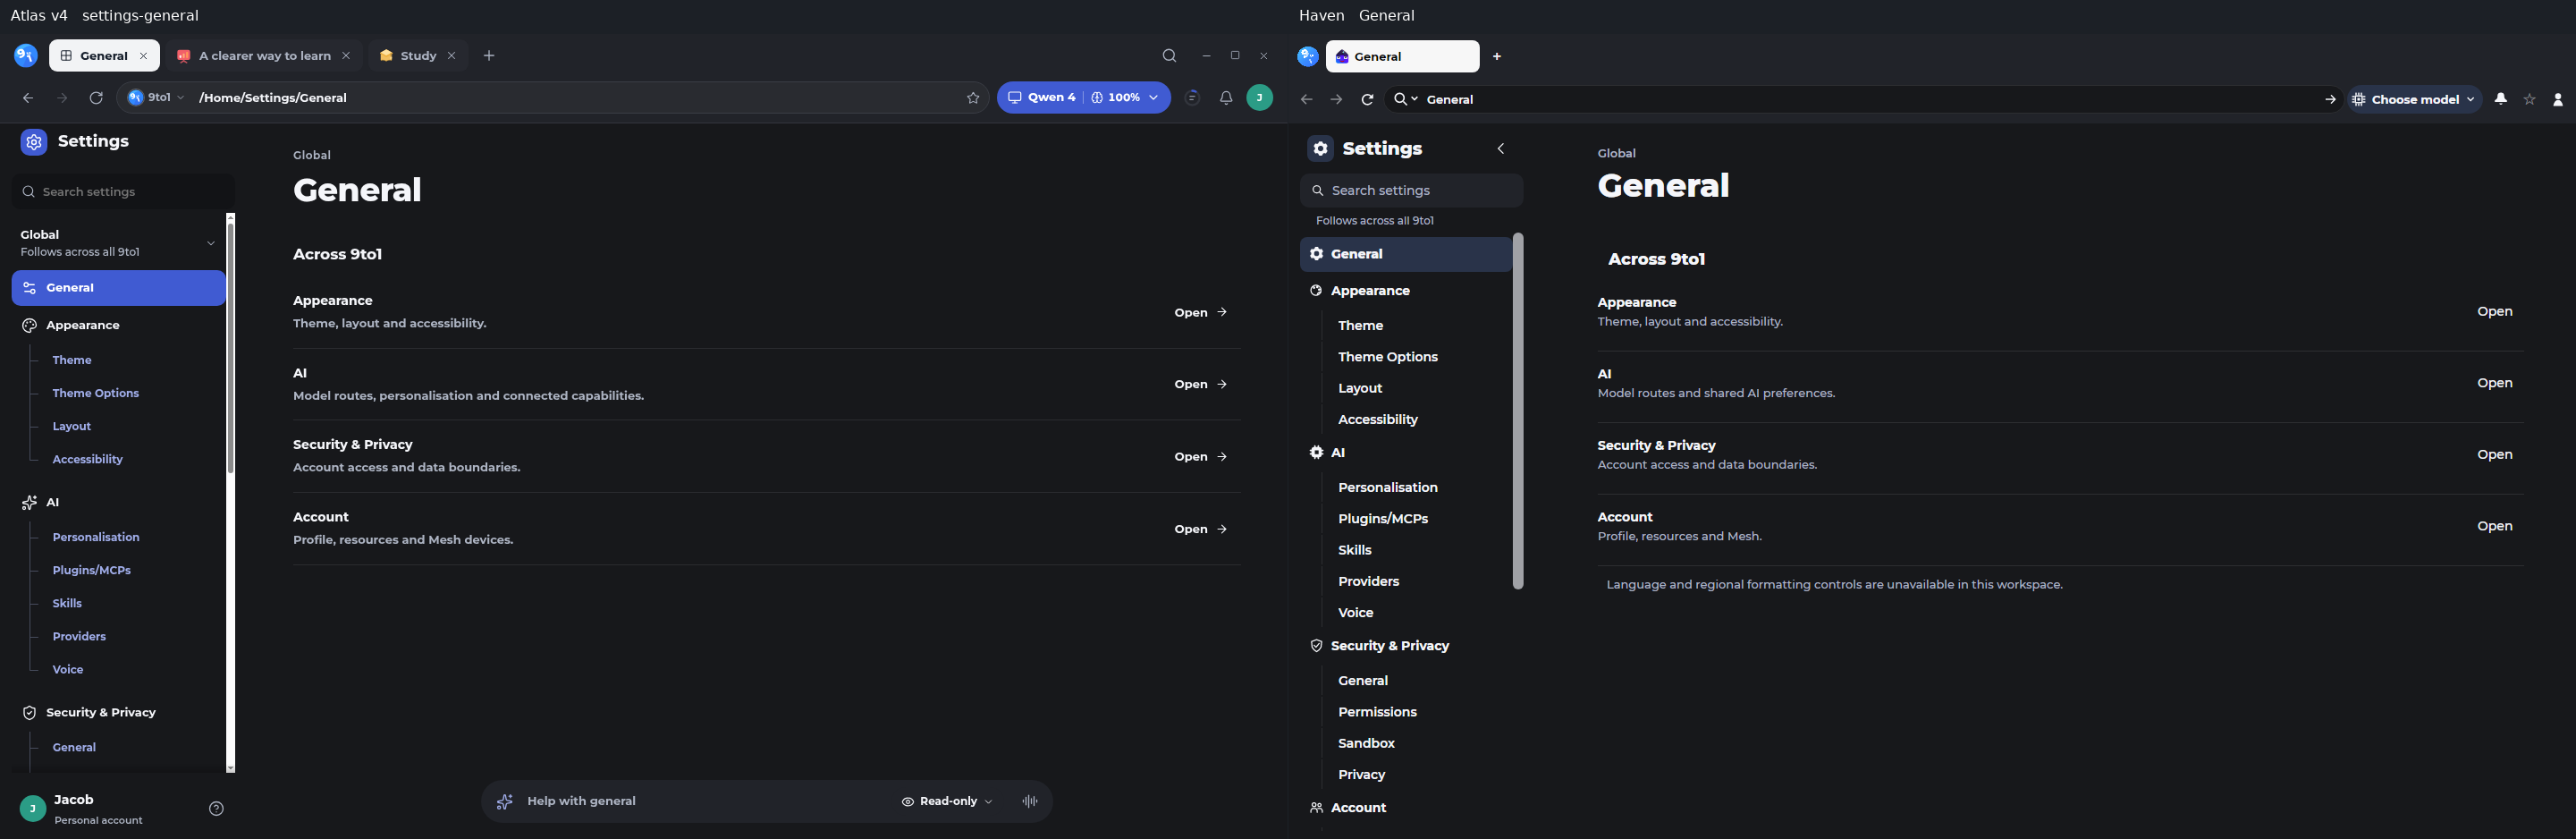 Atlas v4 settings-general
General
A clearer way to learn
Study
9to1
/Home/Settings/General
Qwen 4
100%
J
Settings
Search settings
Global
Follows across all 9to1
General
Appearance
Theme
Theme Options
Layout
Accessibility
AI
Personalisation
Plugins/MCPs
Skills
Providers
Voice
Security & Privacy
General
J
Jacob
Personal account
Global
General
Across 9to1
Appearance
Theme, layout and accessibility.
Open
AI
Model routes, personalisation and connected capabilities.
Open
Security & Privacy
Account access and data boundaries.
Open
Account
Profile, resources and Mesh devices.
Open
Help with general
Read-only
Haven General
General
General
Choose model
Settings
Search settings
Follows across all 9to1
General
Appearance
Theme
Theme Options
Layout
Accessibility
AI
Personalisation
Plugins/MCPs
Skills
Providers
Voice
Security & Privacy
General
Permissions
Sandbox
Privacy
Account
Global
General
Across 9to1
Appearance
Theme, layout and accessibility.
Open
AI
Model routes and shared AI preferences.
Open
Security & Privacy
Account access and data boundaries.
Open
Account
Profile, resources and Mesh.
Open
Language and regional formatting controls are unavailable in this workspace.